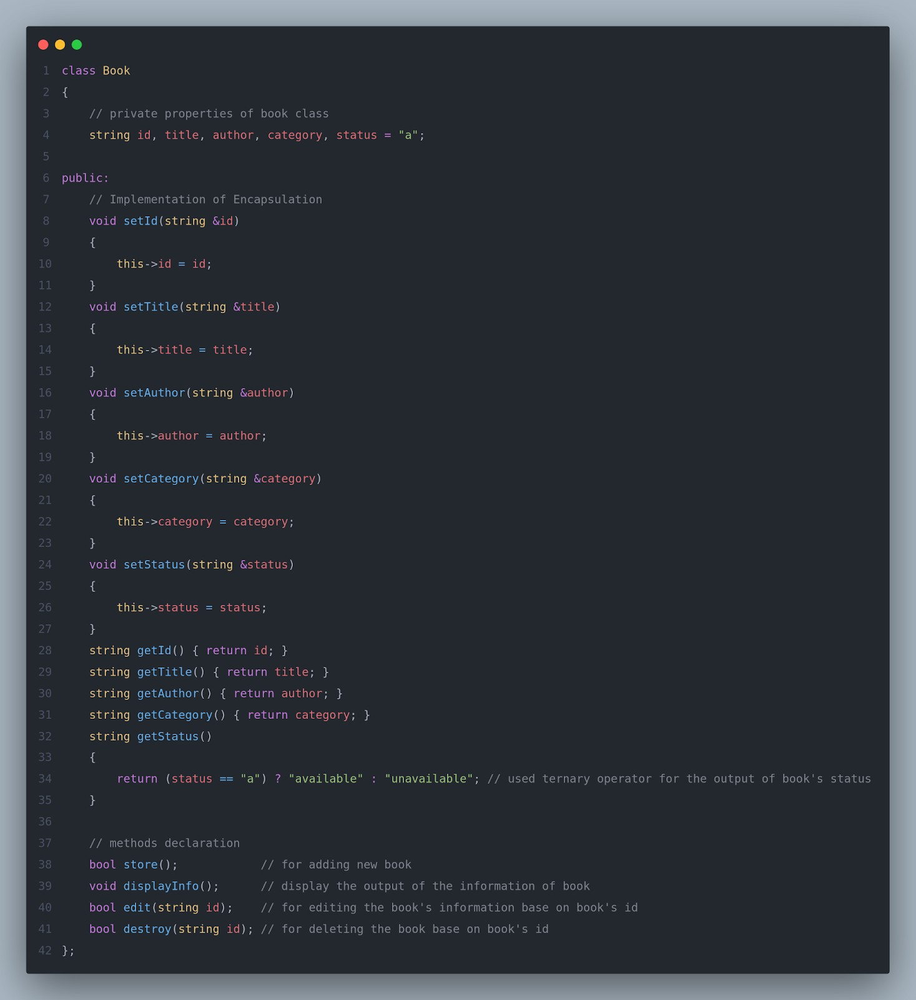 1 class Book
2 {
3     // private properties of book class
4     string id, title, author, category, status = "a";
5
6 public:
7     // Implementation of Encapsulation
8     void setId(string &id)
9     {
10         this->id = id;
11     }
12     void setTitle(string &title)
13     {
14         this->title = title;
15     }
16     void setAuthor(string &author)
17     {
18         this->author = author;
19     }
20     void setCategory(string &category)
21     {
22         this->category = category;
23     }
24     void setStatus(string &status)
25     {
26         this->status = status;
27     }
28     string getId() { return id; }
29     string getTitle() { return title; }
30     string getAuthor() { return author; }
31     string getCategory() { return category; }
32     string getStatus()
33     {
34         return (status == "a") ? "available" : "unavailable"; // used ternary operator for the output of book's status
35     }
36
37     // methods declaration
38     bool store();            // for adding new book
39     void displayInfo();      // display the output of the information of book
40     bool edit(string id);    // for editing the book's information base on book's id
41     bool destroy(string id); // for deleting the book base on book's id
42 };